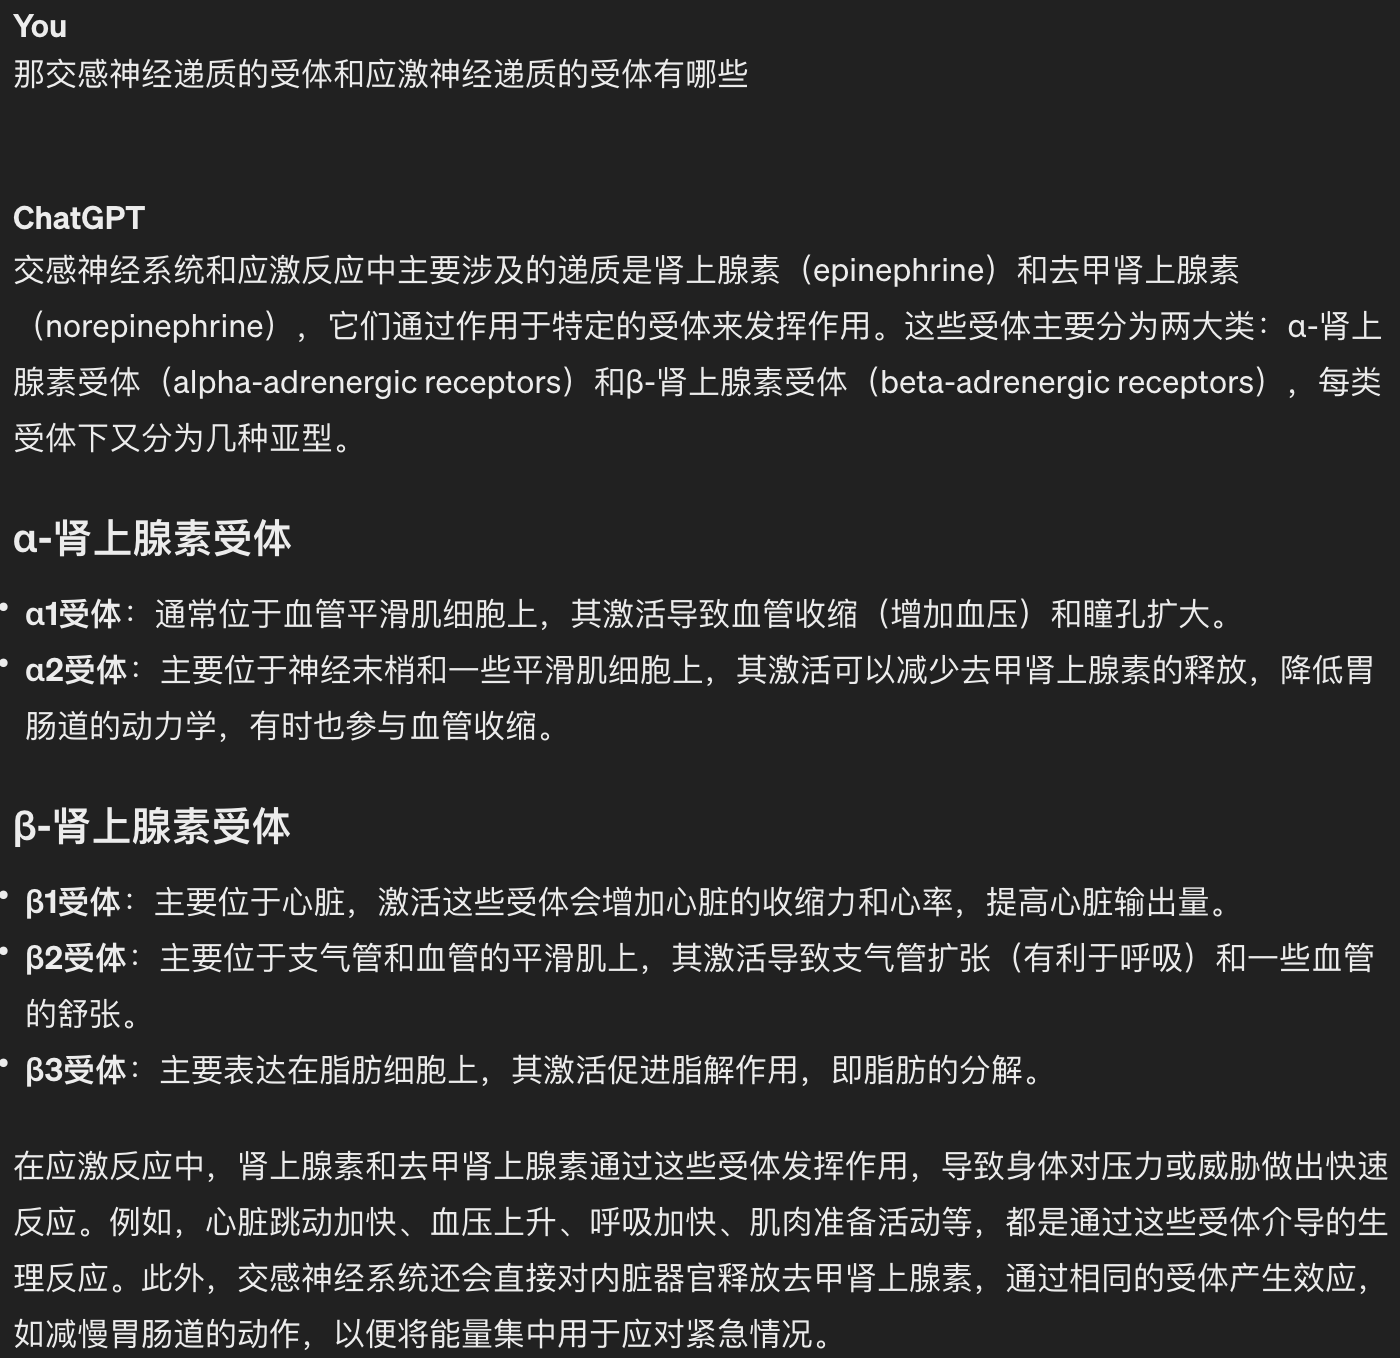 You
那交感神经递质的受体和应激神经递质的受体有哪些
ChatGPT
交感神经系统和应激反应中主要涉及的递质是肾上腺素（epinephrine）和去甲肾上腺素
（norepinephrine），它们通过作用于特定的受体来发挥作用。这些受体主要分为两大类：α-肾上
腺素受体（alpha-adrenergic receptors）和β-肾上腺素受体（beta-adrenergic receptors），每类
受体下又分为几种亚型。
α-肾上腺素受体
• α1受体：通常位于血管平滑肌细胞上，其激活导致血管收缩（增加血压）和瞳孔扩大。
• α2受体：主要位于神经末梢和一些平滑肌细胞上，其激活可以减少去甲肾上腺素的释放，降低胃
肠道的动力学，有时也参与血管收缩。
β-肾上腺素受体
• β1受体：主要位于心脏，激活这些受体会增加心脏的收缩力和心率，提高心脏输出量。
• β2受体：主要位于支气管和血管的平滑肌上，其激活导致支气管扩张（有利于呼吸）和一些血管
的舒张。
• β3受体：主要表达在脂肪细胞上，其激活促进脂解作用，即脂肪的分解。
在应激反应中，肾上腺素和去甲肾上腺素通过这些受体发挥作用，导致身体对压力或威胁做出快速
反应。例如，心脏跳动加快、血压上升、呼吸加快、肌肉准备活动等，都是通过这些受体介导的生
理反应。此外，交感神经系统还会直接对内脏器官释放去甲肾上腺素，通过相同的受体产生效应，
如减慢胃肠道的动作，以便将能量集中用于应对紧急情况。